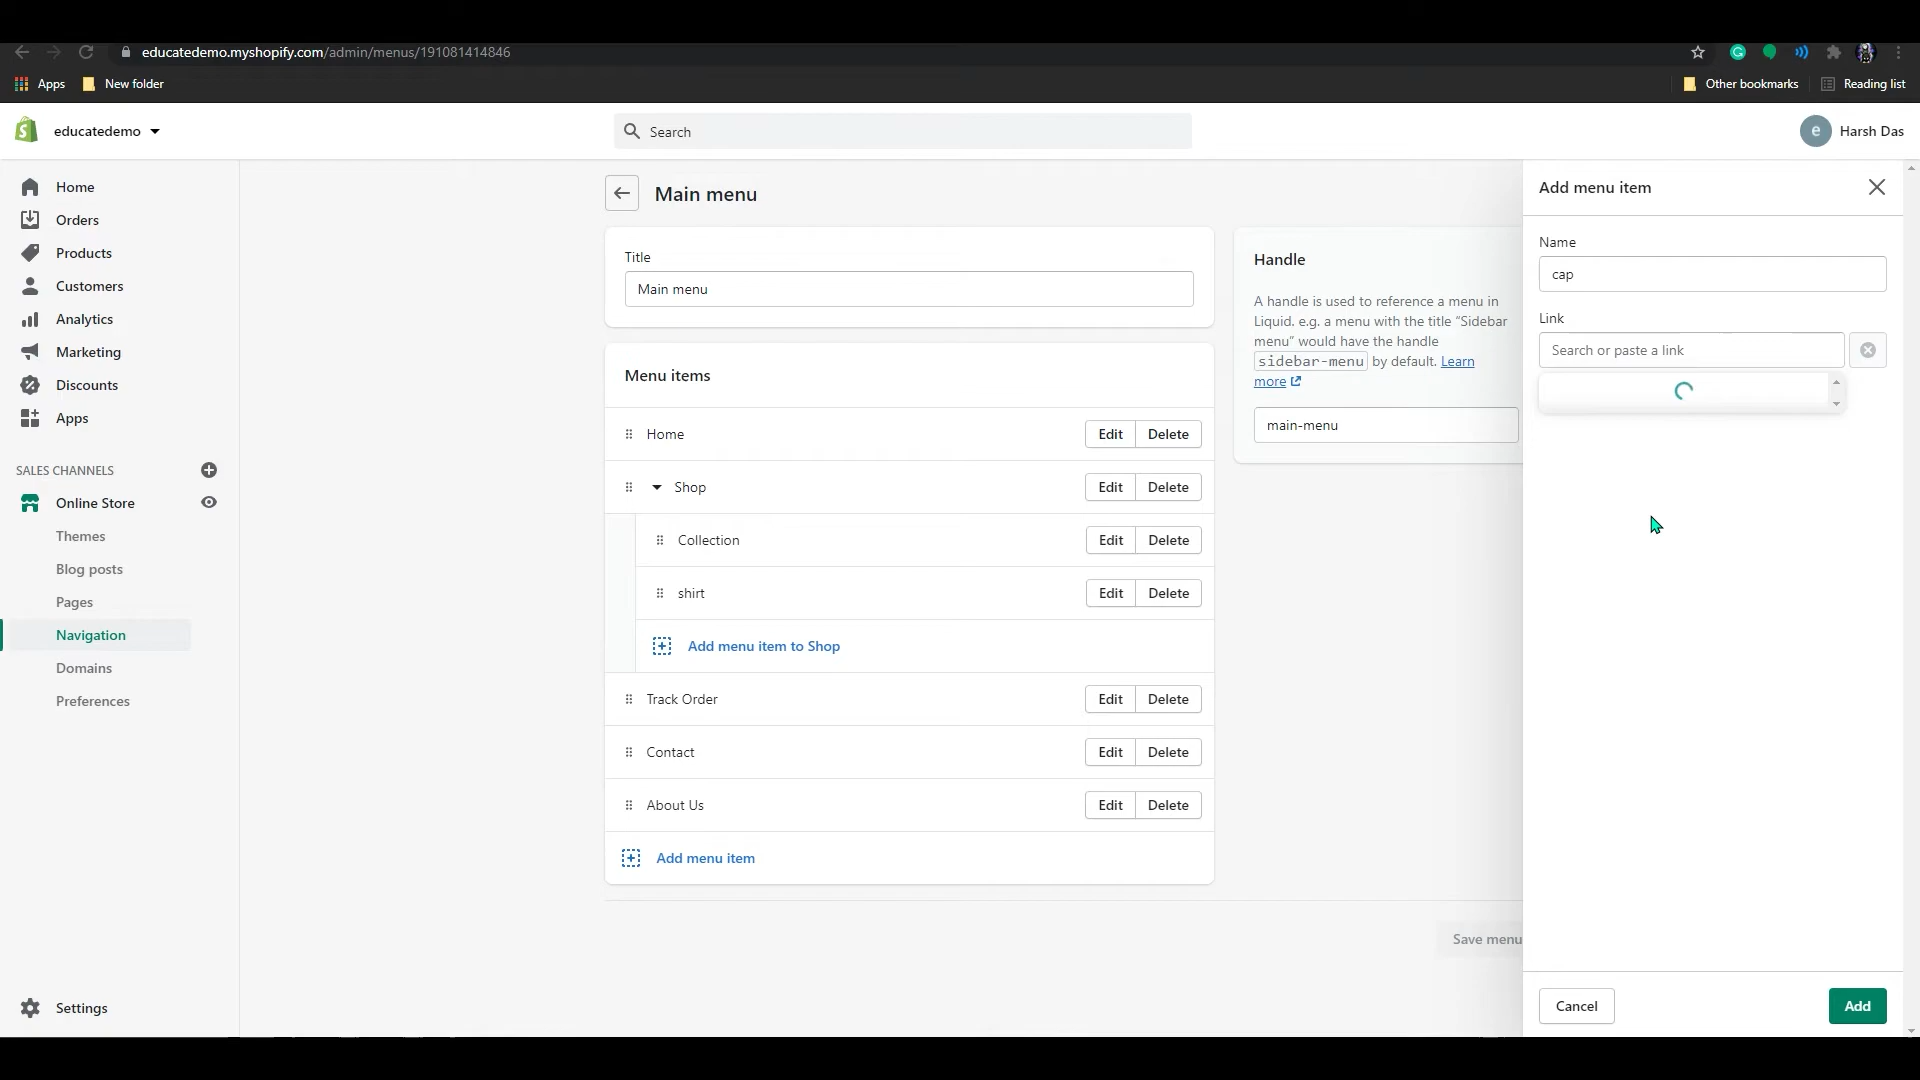 educatedemo.myshopify.com/admin/menus/191081414846
Apps
New folder
Other bookmarks
Reading list
educatedemo
Search
e
Harsh Das
Home
Orders
Products
Customers
Analytics
Marketing
Discounts
Apps
SALES CHANNELS
Online Store
Themes
Blog posts
Pages
Navigation
Domains
Preferences
Settings
Main menu
Title
Main menu
Menu items
Home Edit Delete
Shop Edit Delete
Collection Edit Delete
shirt Edit Delete
Add menu item to Shop
Track Order Edit Delete
Contact Edit Delete
About Us Edit Delete
Add menu item
Handle
A handle is used to reference a menu in
Liquid. e.g. a menu with the title “Sidebar
menu” would have the handle
sidebar-menu by default. Learn
more
main-menu
Save menu
Add menu item
Name
cap
Link
Search or paste a link
Cancel
Add